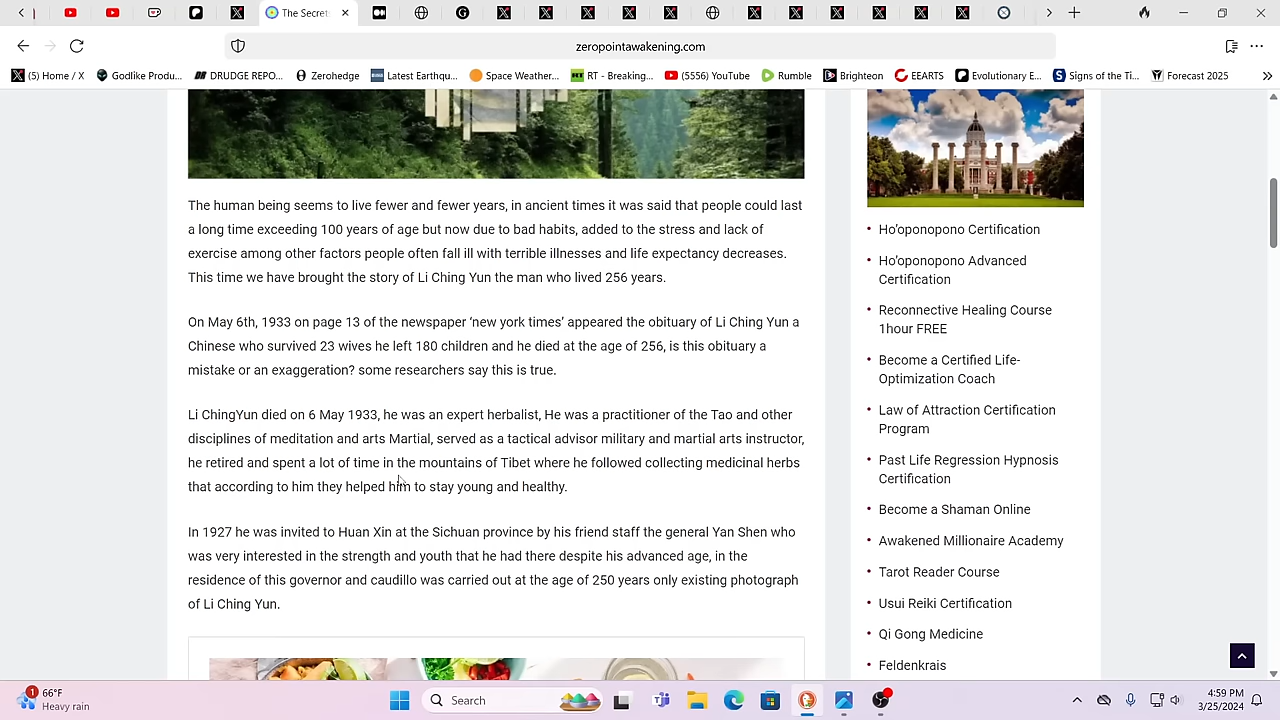 The Secret
zeropointawakening.com
(5) Home / X
Godlike Produ...
DRUDGE REPO...
Zerohedge
Latest Earthqu...
Space Weather...
RT - Breaking...
(5556) YouTube
Rumble
Brighteon
EEARTS
Evolutionary E...
Signs of the Ti...
Forecast 2025
The human being seems to live fewer and fewer years, in ancient times it was said that people could last
a long time exceeding 100 years of age but now due to bad habits, added to the stress and lack of
exercise among other factors people often fall ill with terrible illnesses and life expectancy decreases.
This time we have brought the story of Li Ching Yun the man who lived 256 years.
On May 6th, 1933 on page 13 of the newspaper ‘new york times’ appeared the obituary of Li Ching Yun a
Chinese who survived 23 wives he left 180 children and he died at the age of 256, is this obituary a
mistake or an exaggeration? some researchers say this is true.
Li ChingYun died on 6 May 1933, he was an expert herbalist, He was a practitioner of the Tao and other
disciplines of meditation and arts Martial, served as a tactical advisor military and martial arts instructor,
he retired and spent a lot of time in the mountains of Tibet where he followed collecting medicinal herbs
that according to him they helped him to stay young and healthy.
In 1927 he was invited to Huan Xin at the Sichuan province by his friend staff the general Yan Shen who
was very interested in the strength and youth that he had there despite his advanced age, in the
residence of this governor and caudillo was carried out at the age of 250 years only existing photograph
of Li Ching Yun.
Ho’oponopono Certification
Ho’oponopono Advanced
Certification
Reconnective Healing Course
1hour FREE
Become a Certified Life-
Optimization Coach
Law of Attraction Certification
Program
Past Life Regression Hypnosis
Certification
Become a Shaman Online
Awakened Millionaire Academy
Tarot Reader Course
Usui Reiki Certification
Qi Gong Medicine
Feldenkrais
1
66°F
Heavy rain
Search
4:59 PM
3/25/2024